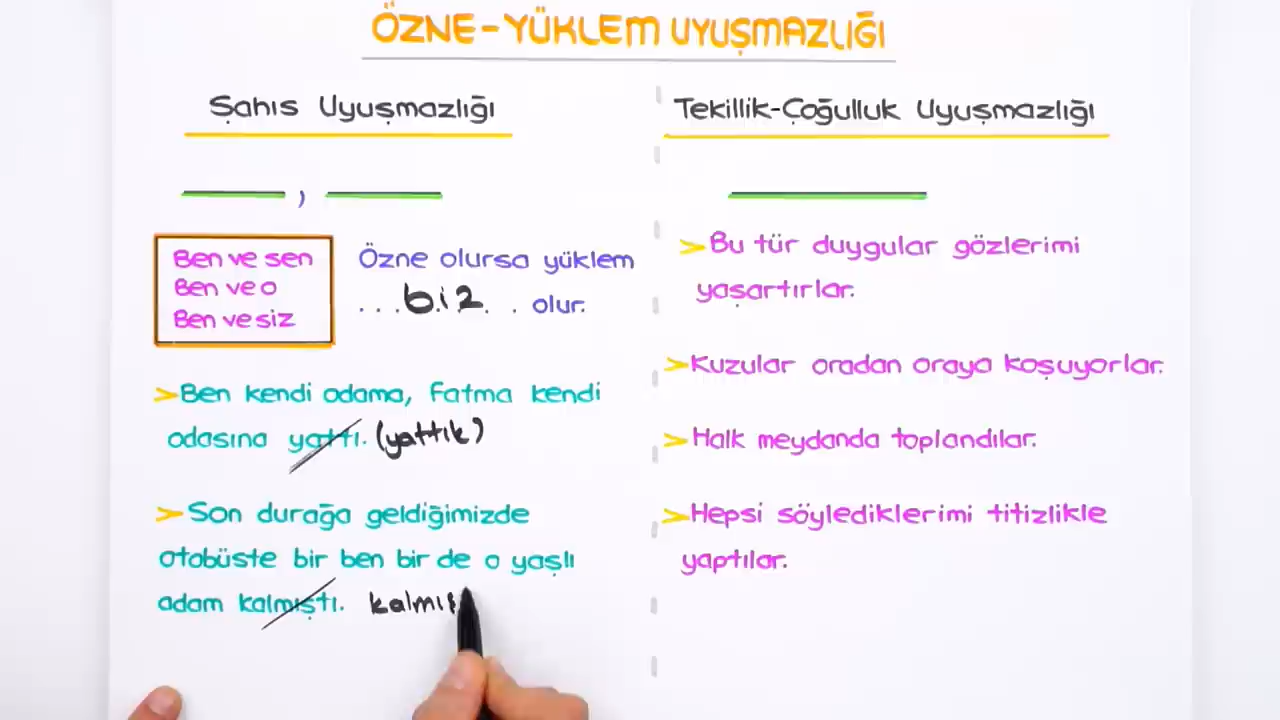 ÖZNE-YÜKLEM UYUŞMAZLIĞI
Şahıs Uyuşmazlığı
,
Ben ve sen
Ben ve o
Ben ve siz
Özne olursa yüklem
...biz.. olur.
>Ben kendi odama, Fatma kendi
odasına yattı. (yattık)
>Son durağa geldiğimizde
otobüste bir ben bir de o yaşlı
adam kalmıştı. kalmış
Tekillik-Çoğulluk Uyuşmazlığı
>Bu tür duygular gözlerimi
yaşartırlar.
>Kuzular oradan oraya koşuyorlar.
>Halk meydanda toplandılar.
>Hepsi söylediklerimi titizlikle
yaptılar.